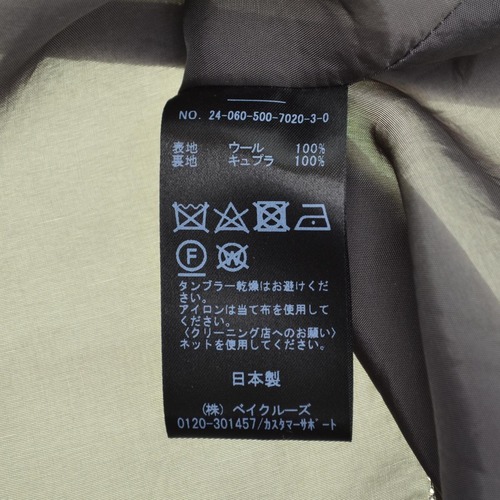 NO. 24-060-500-7020-3-0
表地 ウール 100%
裏地 キュプラ 100%
F W
タンブラー乾燥はお避けくだ
さい。
アイロンは当て布を使用して
ください。
〈クリーニング店へのお願い〉
ネットを使用してください。
日本製
(株) ベイクルーズ
0120-301457/カスタマーサポート